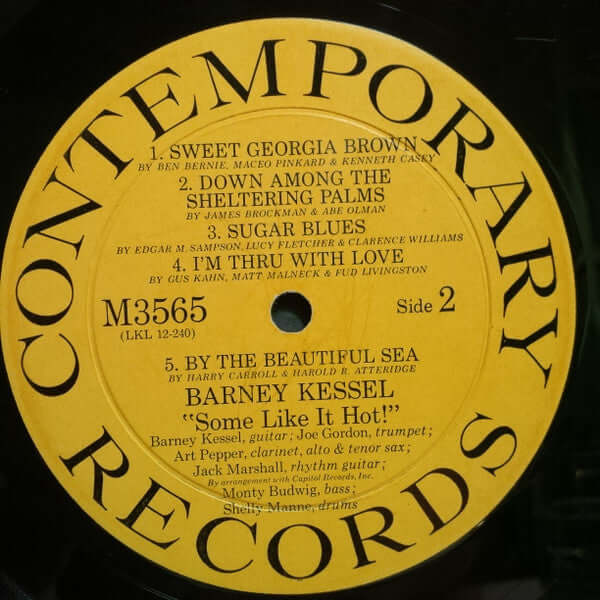 CONTEMPORARY
1. SWEET GEORGIA BROWN
BY BEN BERNIE, MACEO PINKARD & KENNETH CASEY
2. DOWN AMONG THE
SHELTERING PALMS
BY JAMES BROCKMAN & ABE OLMAN
3. SUGAR BLUES
BY EDGAR M. SAMPSON, LUCY FLETCHER & CLARENCE WILLIAMS
4. I'M THRU WITH LOVE
BY GUS KAHN, MATT MALNECK & FUD LIVINGSTON
M3565
(LKL 12-240)
Side 2
5. BY THE BEAUTIFUL SEA
BY HARRY CARROLL & HAROLD R. ATTERIDGE
BARNEY KESSEL
"Some Like It Hot!"
Barney Kessel, guitar; Joe Gordon, trumpet;
Art Pepper, clarinet, alto & tenor sax;
Jack Marshall, rhythm guitar;
By arrangement with Capitol Records, Inc.
Monty Budwig, bass;
Shelly Manne, drums
RECORDS